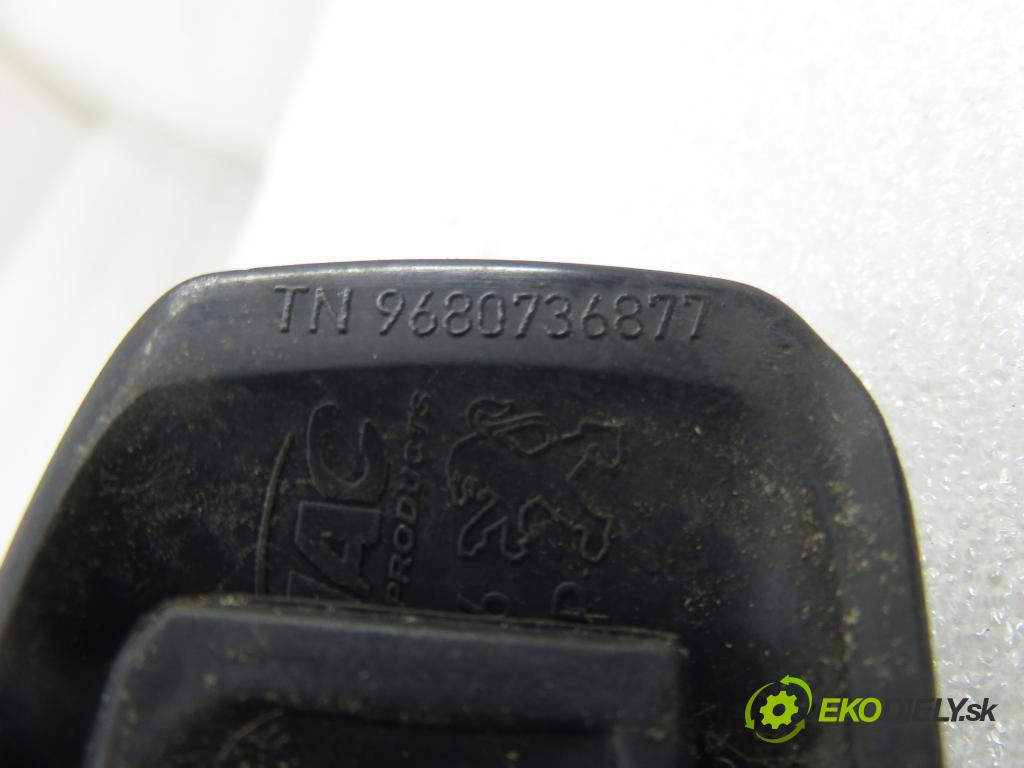 TN 9680736877
PRODUCTS
EKODIELY.sk